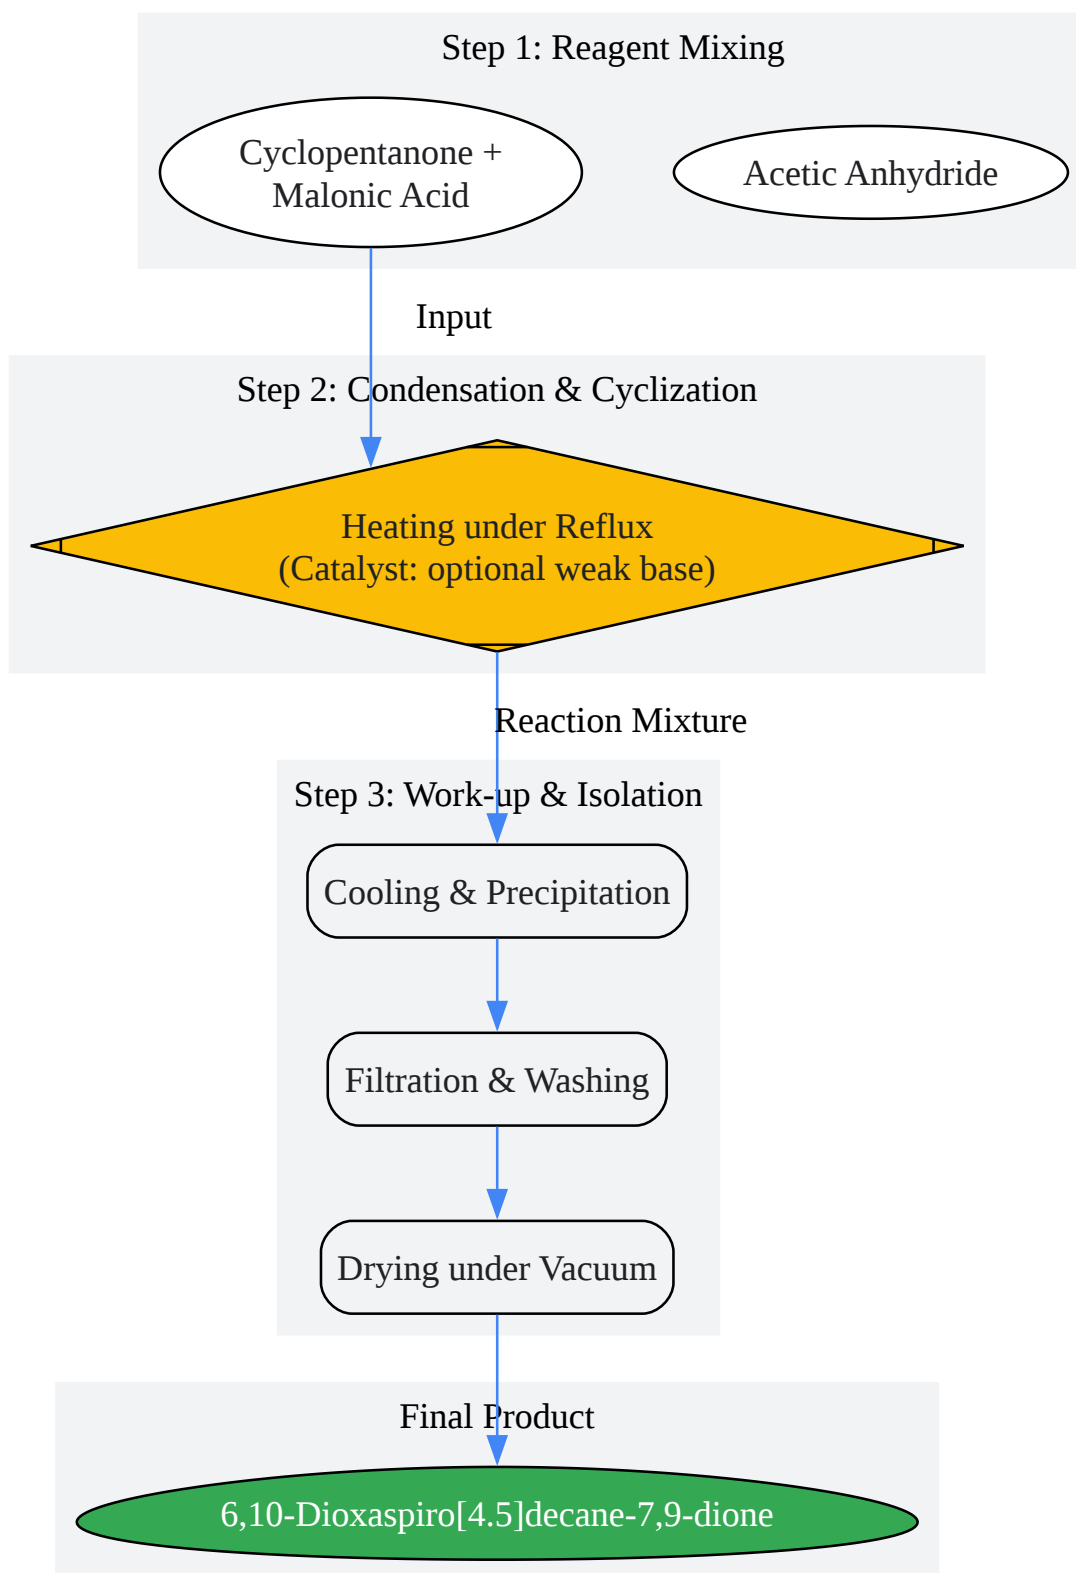 Step 1: Reagent Mixing
Cyclopentanone +
Malonic Acid
Acetic Anhydride
Input
Step 2: Condensation & Cyclization
Heating under Reflux
(Catalyst: optional weak base)
Reaction Mixture
Step 3: Work-up & Isolation
Cooling & Precipitation
Filtration & Washing
Drying under Vacuum
Final Product
6,10-Dioxaspiro[4.5]decane-7,9-dione